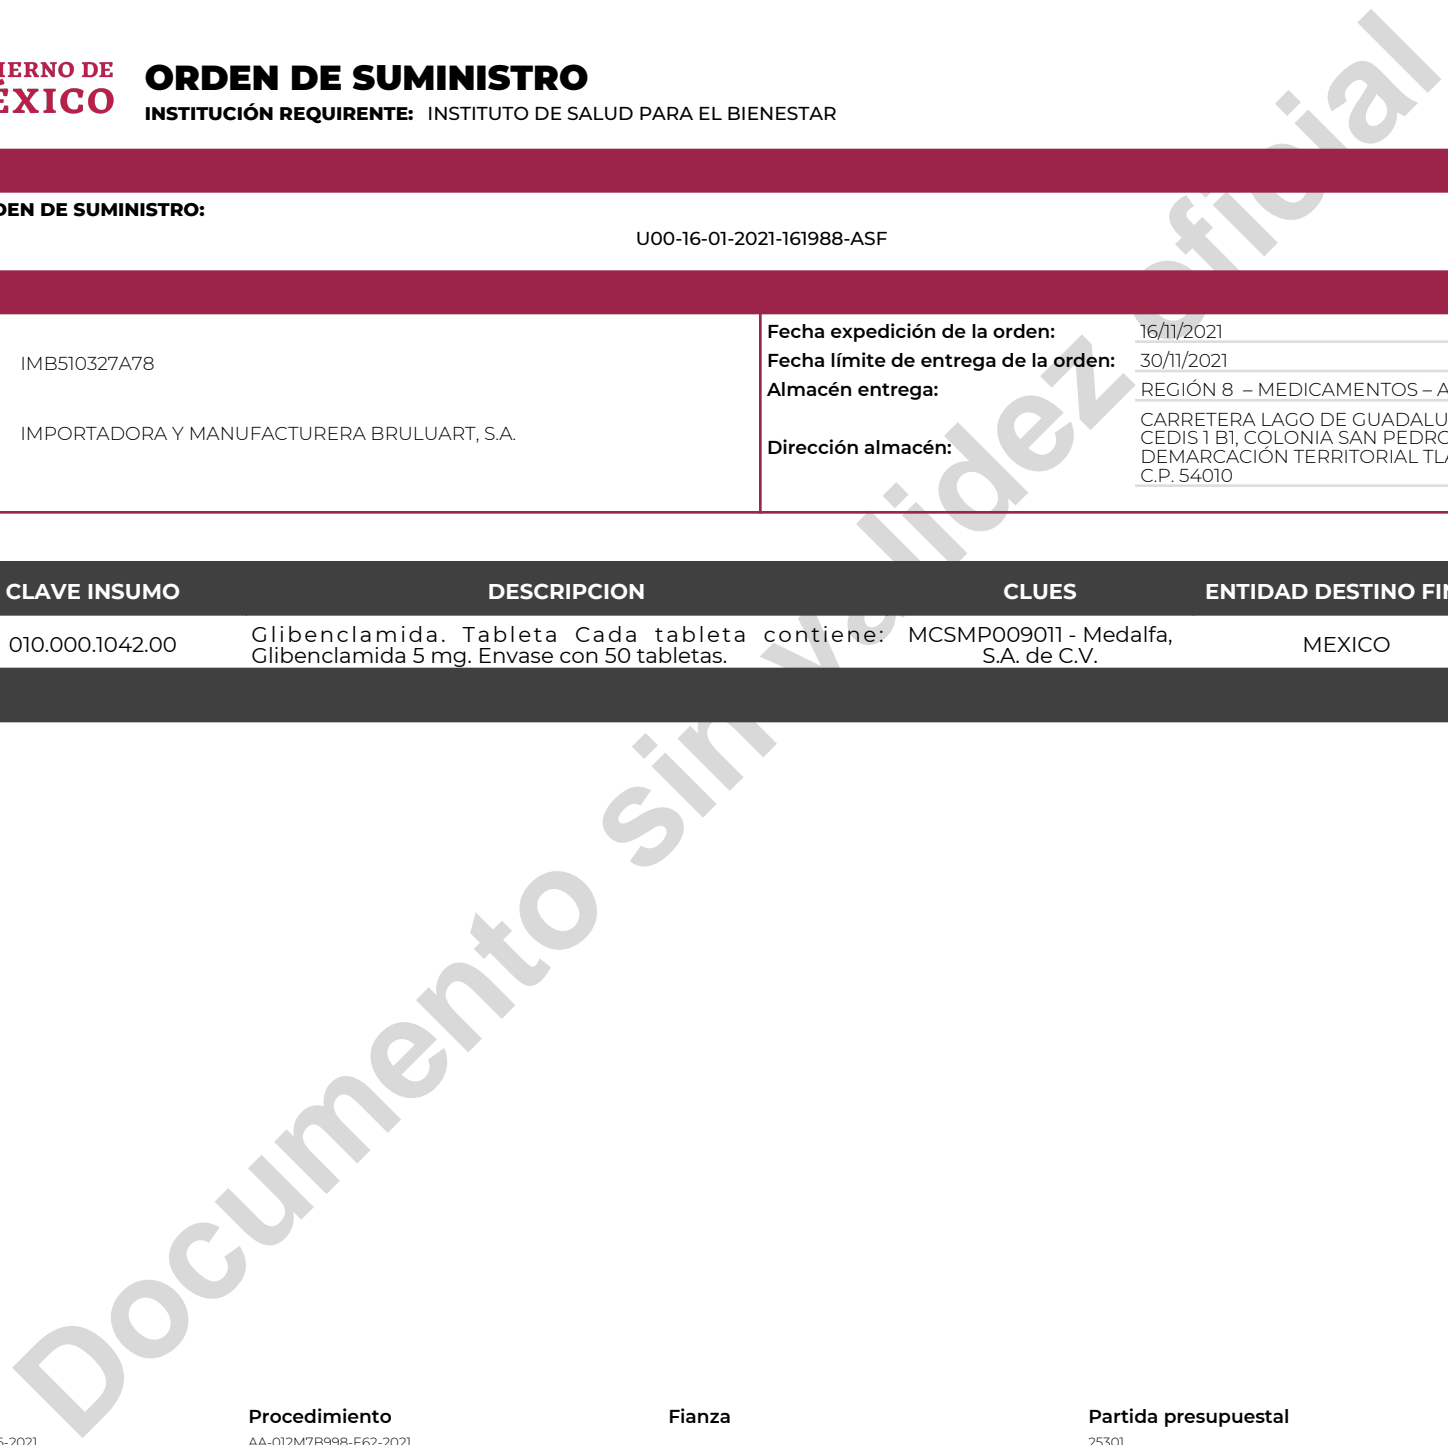 IERNO DE
ÉXICO
ORDEN DE SUMINISTRO
INSTITUCIÓN REQUIRENTE: INSTITUTO DE SALUD PARA EL BIENESTAR
DEN DE SUMINISTRO:
U00-16-01-2021-161988-ASF
IMB510327A78
IMPORTADORA Y MANUFACTURERA BRULUART, S.A.
Fecha expedición de la orden: 16/11/2021
Fecha límite de entrega de la orden: 30/11/2021
Almacén entrega: REGIÓN 8 – MEDICAMENTOS – A
Dirección almacén:
CARRETERA LAGO DE GUADALU
CEDIS 1 B1, COLONIA SAN PEDRO
DEMARCACIÓN TERRITORIAL TLA
C.P. 54010
CLAVE INSUMO DESCRIPCION CLUES ENTIDAD DESTINO FIN
010.000.1042.00
Glibenclamida. Tableta Cada tableta contiene:
Glibenclamida 5 mg. Envase con 50 tabletas.
MCSMP009011 - Medalfa,
S.A. de C.V.
MEXICO
Documento sin validez oficial
Procedimiento Fianza Partida presupuestal
-2021 AA-012M7B998-E62-2021 25301